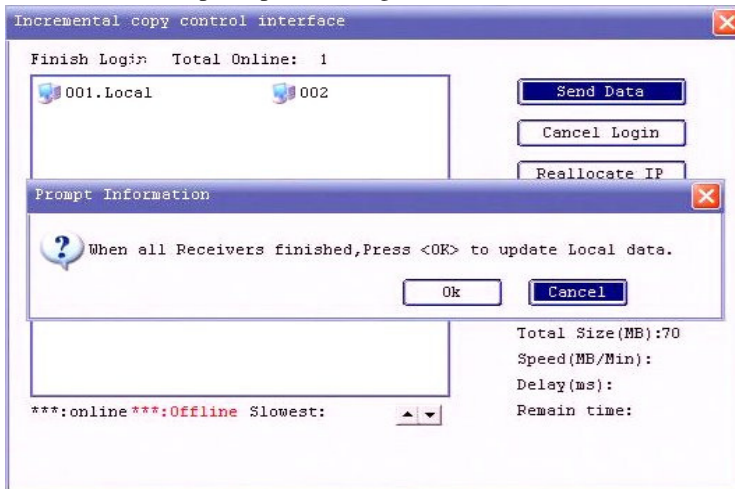 Incremental copy control interface
Finish Login Total Online: 1
001.Local 002
Send Data
Cancel Login
Reallocate IP
Prompt Information
When all Receivers finished,Press <OK> to update Local data.
Ok Cancel
Total Size(MB):70
Speed(MB/Min):
Delay(ms):
***:online ***:Offline Slowest:
Remain time: